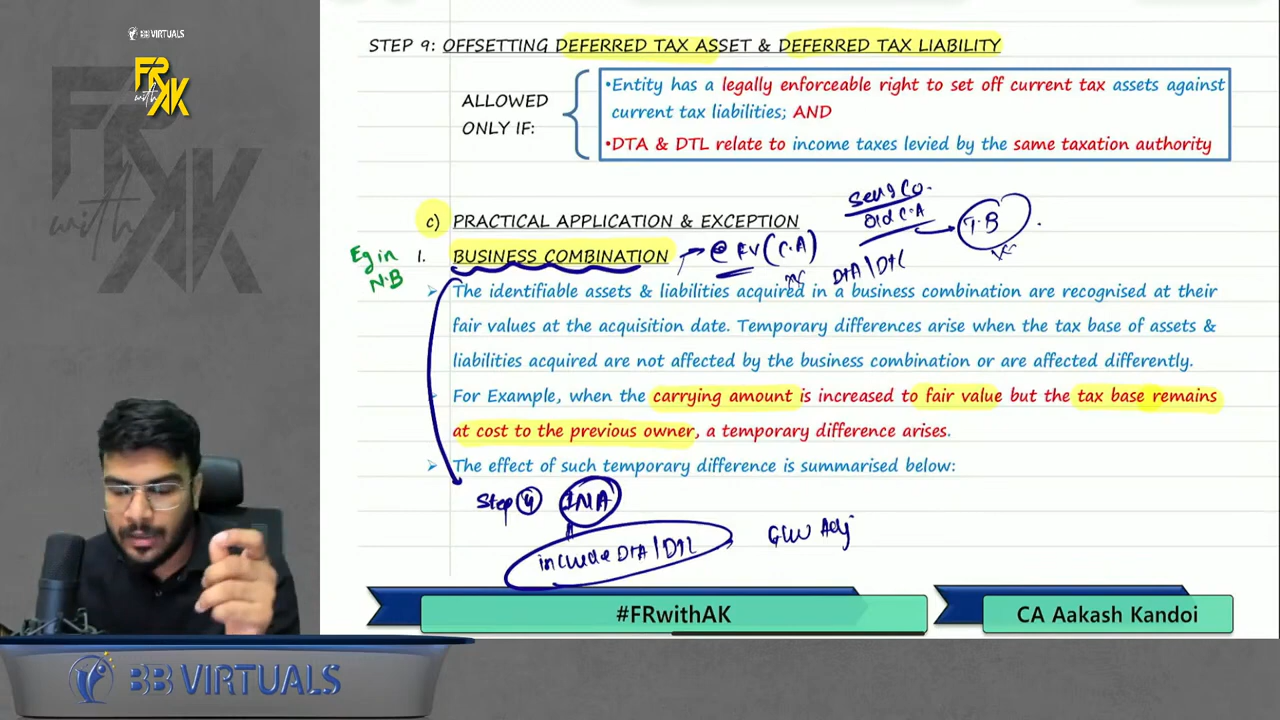 BB VIRTUALS
FR
with
AK
STEP 9: OFFSETTING DEFERRED TAX ASSET & DEFERRED TAX LIABILITY
ALLOWED
ONLY IF:
•Entity has a legally enforceable right to set off current tax assets against
current tax liabilities; AND
•DTA & DTL relate to income taxes levied by the same taxation authority
Sell Co.
Old C.A
T.B
c) PRACTICAL APPLICATION & EXCEPTION
Eg in
N.B
1. BUSINESS COMBINATION
@ FV (C.A)
DTA | DTL
The identifiable assets & liabilities acquired in a business combination are recognised at their
fair values at the acquisition date. Temporary differences arise when the tax base of assets &
liabilities acquired are not affected by the business combination or are affected differently.
For Example, when the carrying amount is increased to fair value but the tax base remains
at cost to the previous owner, a temporary difference arises.
The effect of such temporary difference is summarised below:
Step 4 INA
include DTA | DTL
GW Adj
#FRwithAK
CA Aakash Kandoi
BB VIRTUALS